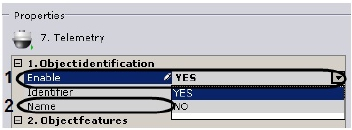 Properties
7. Telemetry
1.Objectidentification
1 Enable YES
Identifier YES
2 Name NO
2.Objectfeatures